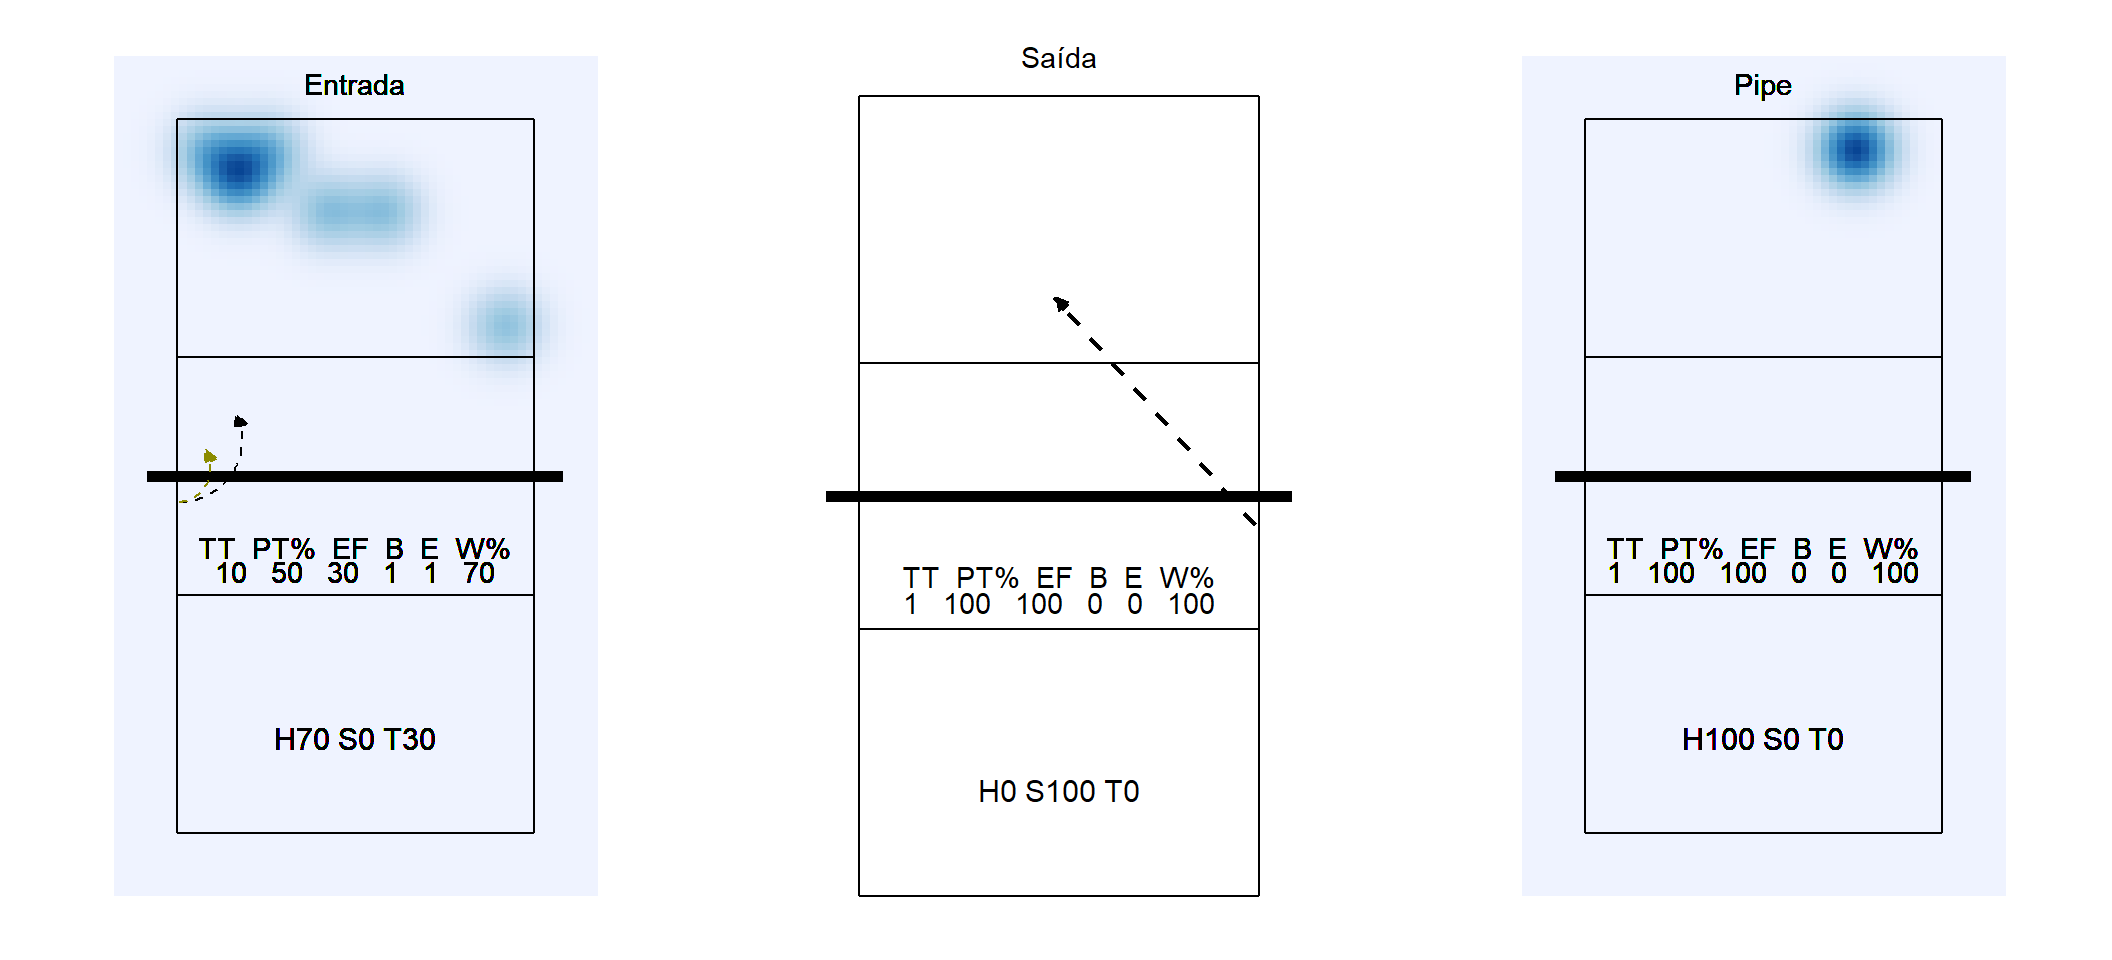 Entrada
TT PT% EF B E W%
10 50 30 1 1 70
H70 S0 T30
Saída
TT PT% EF B E W%
1 100 100 0 0 100
H0 S100 T0
Pipe
TT PT% EF B E W%
1 100 100 0 0 100
H100 S0 T0